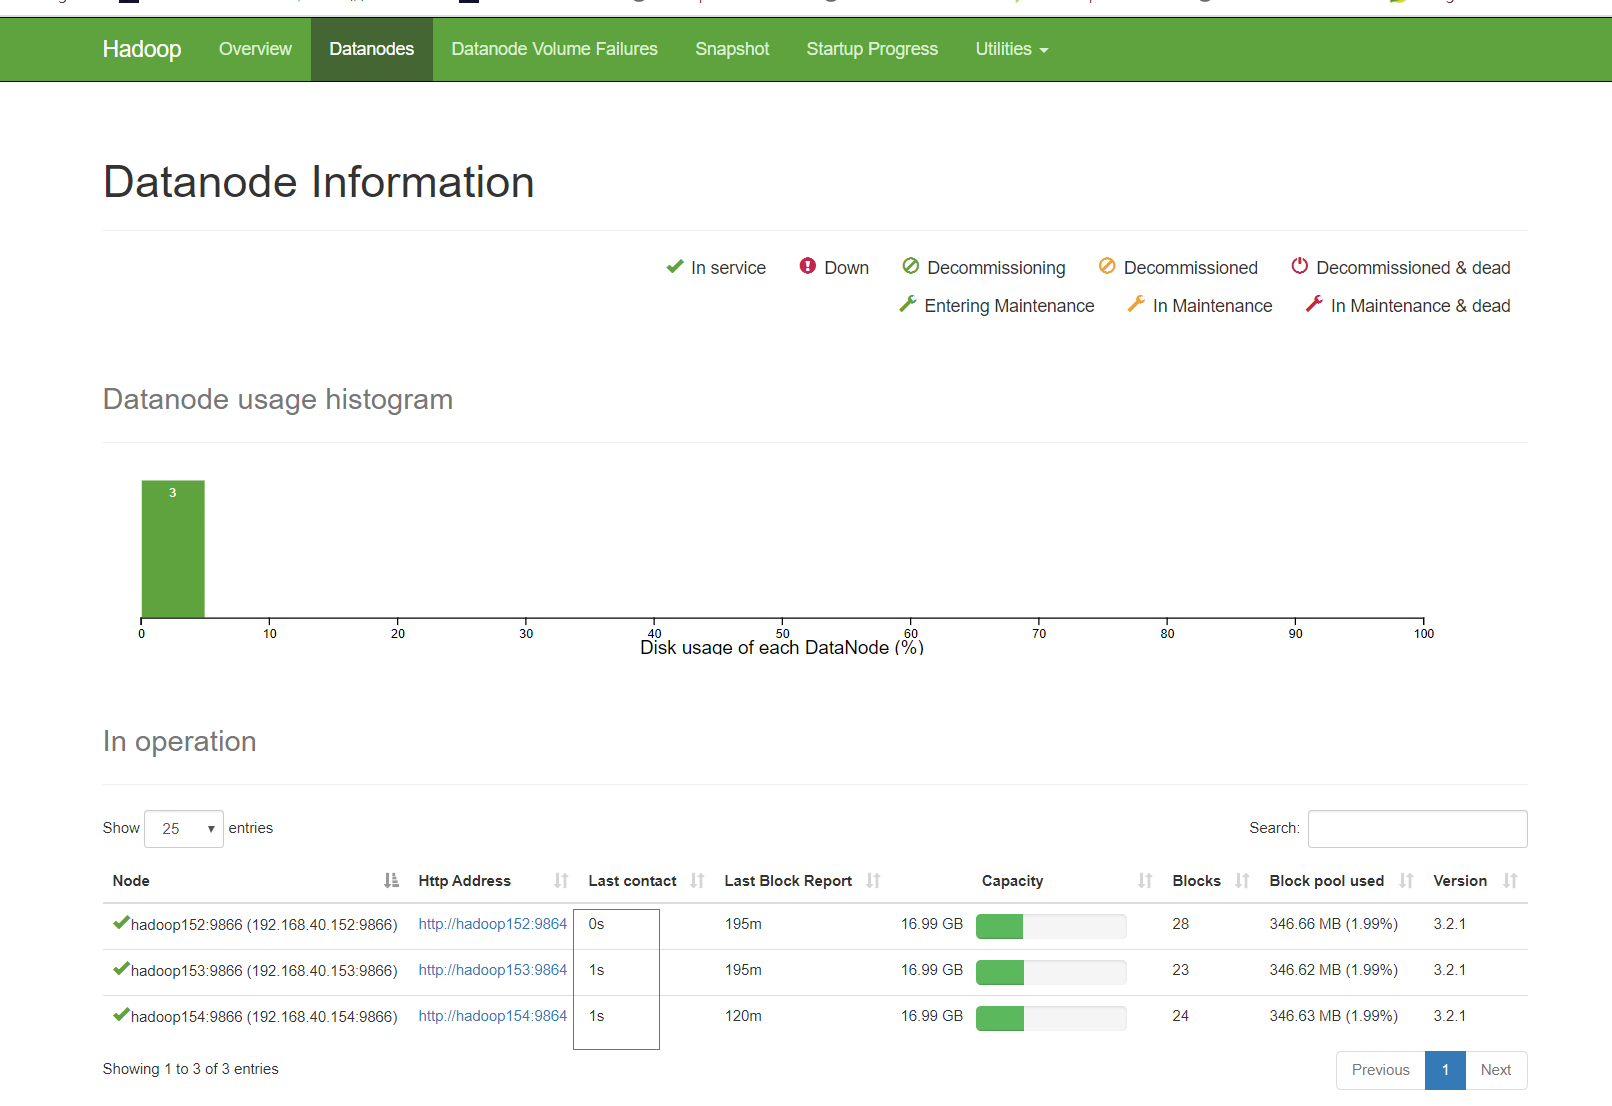 Hadoop Overview Datanodes Datanode Volume Failures Snapshot Startup Progress Utilities
Datanode Information
In service Down Decommissioning Decommissioned Decommissioned & dead
Entering Maintenance In Maintenance In Maintenance & dead
Datanode usage histogram
3
0 10 20 30 40 50 60 70 80 90 100
Disk usage of each DataNode (%)
In operation
Show 25 entries Search:
Node Http Address Last contact Last Block Report Capacity Blocks Block pool used Version
hadoop152:9866 (192.168.40.152:9866) http://hadoop152:9864 0s 195m 16.99 GB 28 346.66 MB (1.99%) 3.2.1
hadoop153:9866 (192.168.40.153:9866) http://hadoop153:9864 1s 195m 16.99 GB 23 346.62 MB (1.99%) 3.2.1
hadoop154:9866 (192.168.40.154:9866) http://hadoop154:9864 1s 120m 16.99 GB 24 346.63 MB (1.99%) 3.2.1
Showing 1 to 3 of 3 entries Previous 1 Next